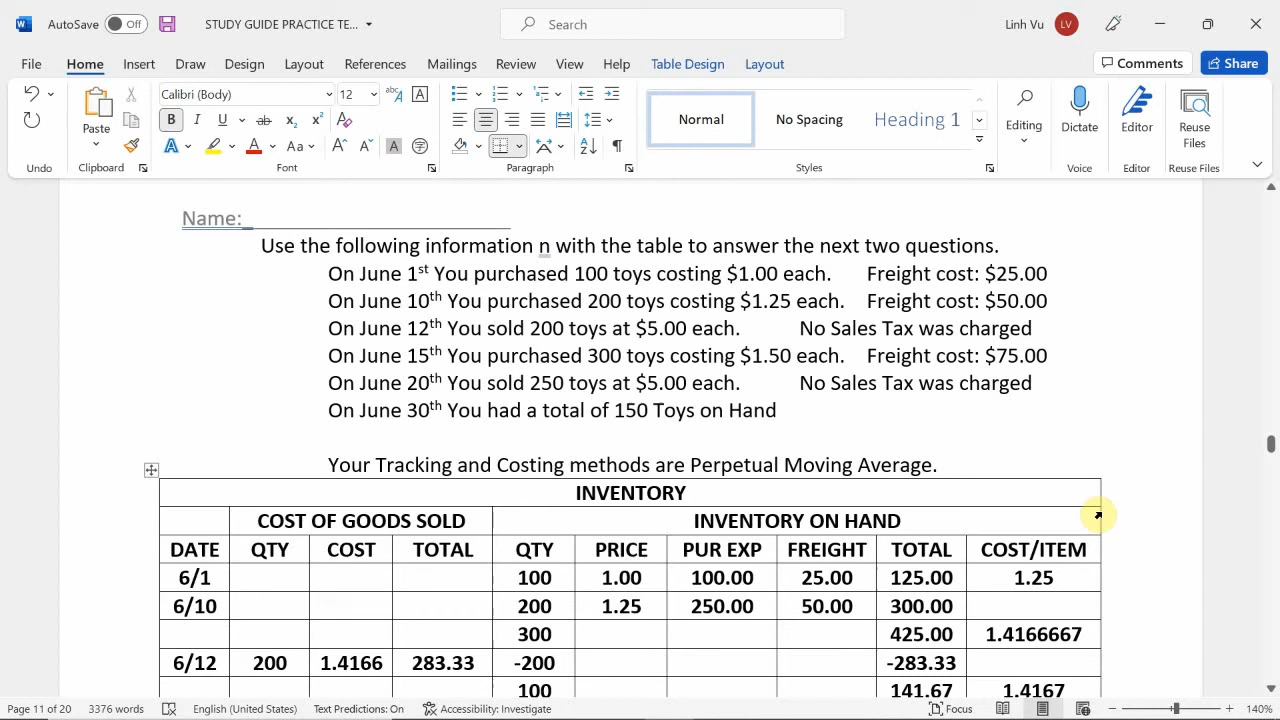 AutoSave Off STUDY GUIDE PRACTICE TE... Search Linh Vu LV
File Home Insert Draw Design Layout References Mailings Review View Help Table Design Layout Comments Share
Calibri (Body) 12
Paste
Normal No Spacing Heading 1
Editing Dictate Editor Reuse Files
Undo Clipboard Font Paragraph Styles Voice Editor Reuse Files
Name:_
Use the following information n with the table to answer the next two questions.
On June 1st You purchased 100 toys costing $1.00 each. Freight cost: $25.00
On June 10th You purchased 200 toys costing $1.25 each. Freight cost: $50.00
On June 12th You sold 200 toys at $5.00 each. No Sales Tax was charged
On June 15th You purchased 300 toys costing $1.50 each. Freight cost: $75.00
On June 20th You sold 250 toys at $5.00 each. No Sales Tax was charged
On June 30th You had a total of 150 Toys on Hand
Your Tracking and Costing methods are Perpetual Moving Average.
INVENTORY
COST OF GOODS SOLD INVENTORY ON HAND
DATE QTY COST TOTAL QTY PRICE PUR EXP FREIGHT TOTAL COST/ITEM
6/1 100 1.00 100.00 25.00 125.00 1.25
6/10 200 1.25 250.00 50.00 300.00
300 425.00 1.4166667
6/12 200 1.4166 283.33 -200 -283.33
100 141.67 1.4167
Page 11 of 20 3376 words English (United States) Text Predictions: On Accessibility: Investigate Focus 140%